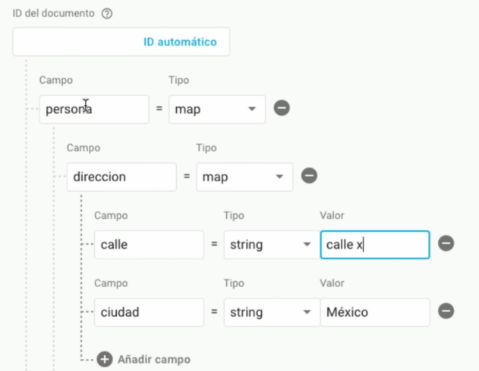 ID del documento ?
ID automático
Campo Tipo
persona = map
Campo Tipo
direccion = map
Campo Tipo Valor
calle = string calle x
Campo Tipo Valor
ciudad = string México
Añadir campo